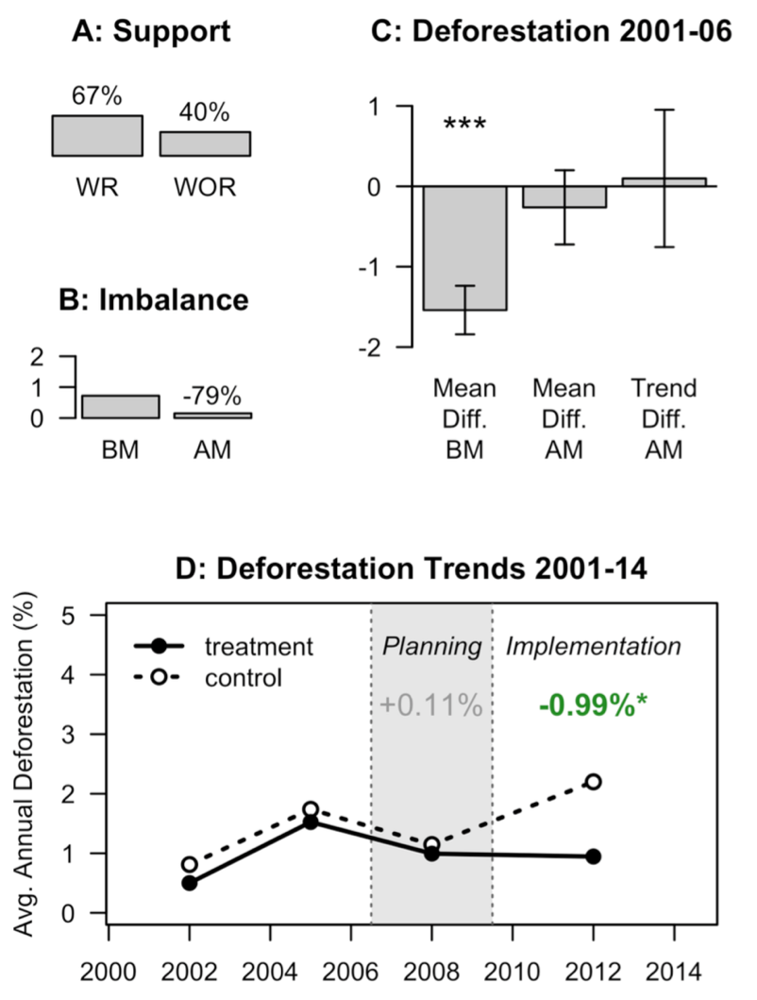 A: Support
67%
40%
WR
WOR
B: Imbalance
2
1
0
-79%
BM
AM
C: Deforestation 2001-06
1
0
-1
-2
***
Mean
Diff.
BM
Mean
Diff.
AM
Trend
Diff.
AM
D: Deforestation Trends 2001-14
Avg. Annual Deforestation (%)
5
4
3
2
1
0
treatment
control
Planning
+0.11%
Implementation
-0.99%*
2000 2002 2004 2006 2008 2010 2012 2014